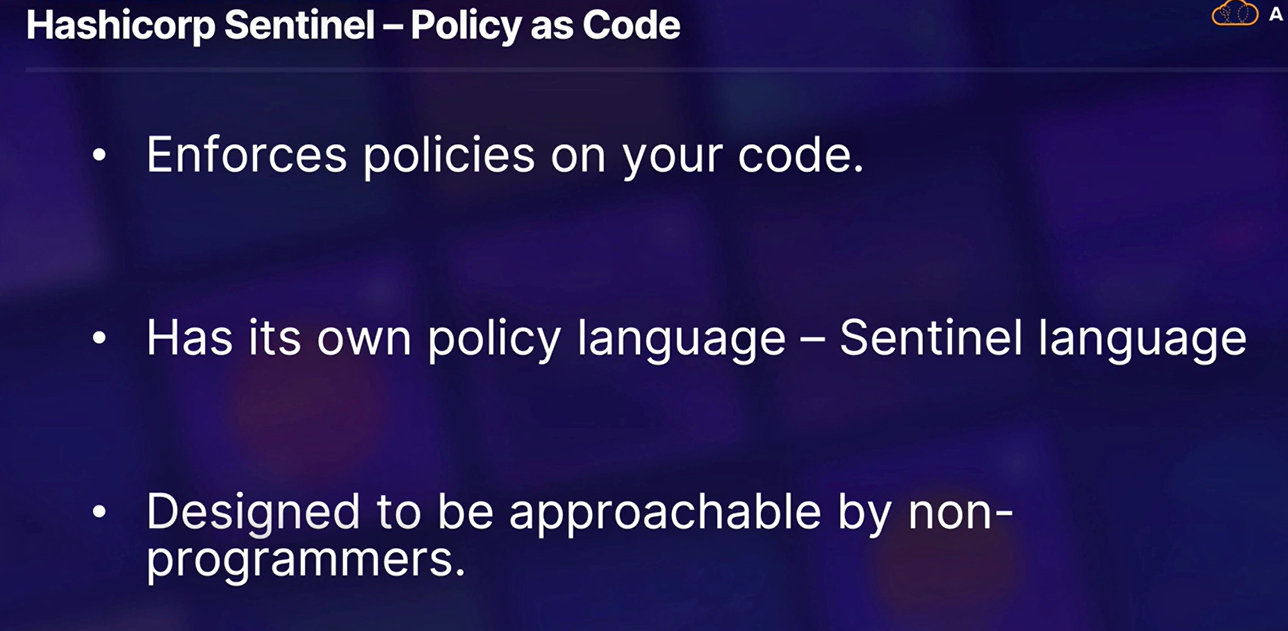 Hashicorp Sentinel – Policy as Code
A
• Enforces policies on your code.
• Has its own policy language – Sentinel language
• Designed to be approachable by non-
programmers.